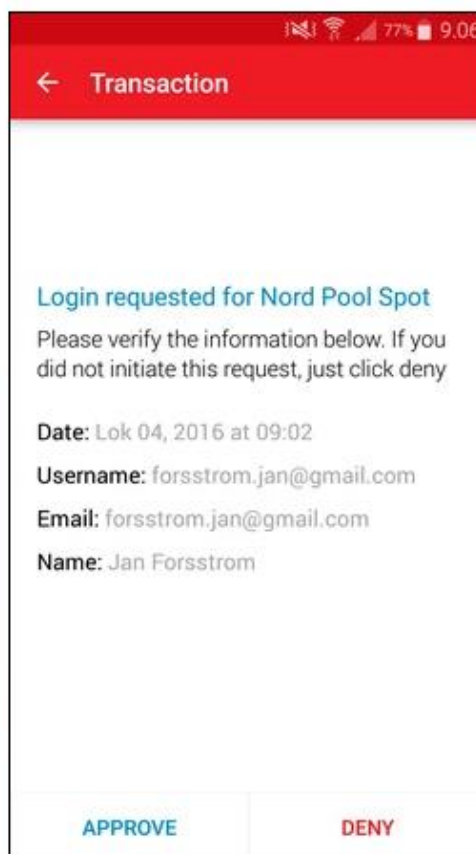 77% 9.06
Transaction
Login requested for Nord Pool Spot
Please verify the information below. If you
did not initiate this request, just click deny
Date: Lok 04, 2016 at 09:02
Username: forsstrom.jan@gmail.com
Email: forsstrom.jan@gmail.com
Name: Jan Forsstrom
APPROVE DENY